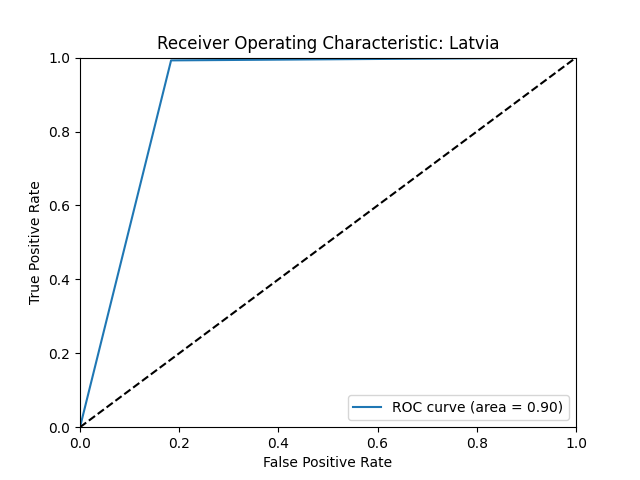 Receiver Operating Characteristic: Latvia
1.0
0.8
0.6
0.4
0.2
0.0
True Positive Rate
ROC curve (area = 0.90)
0.0 0.2 0.4 0.6 0.8 1.0
False Positive Rate